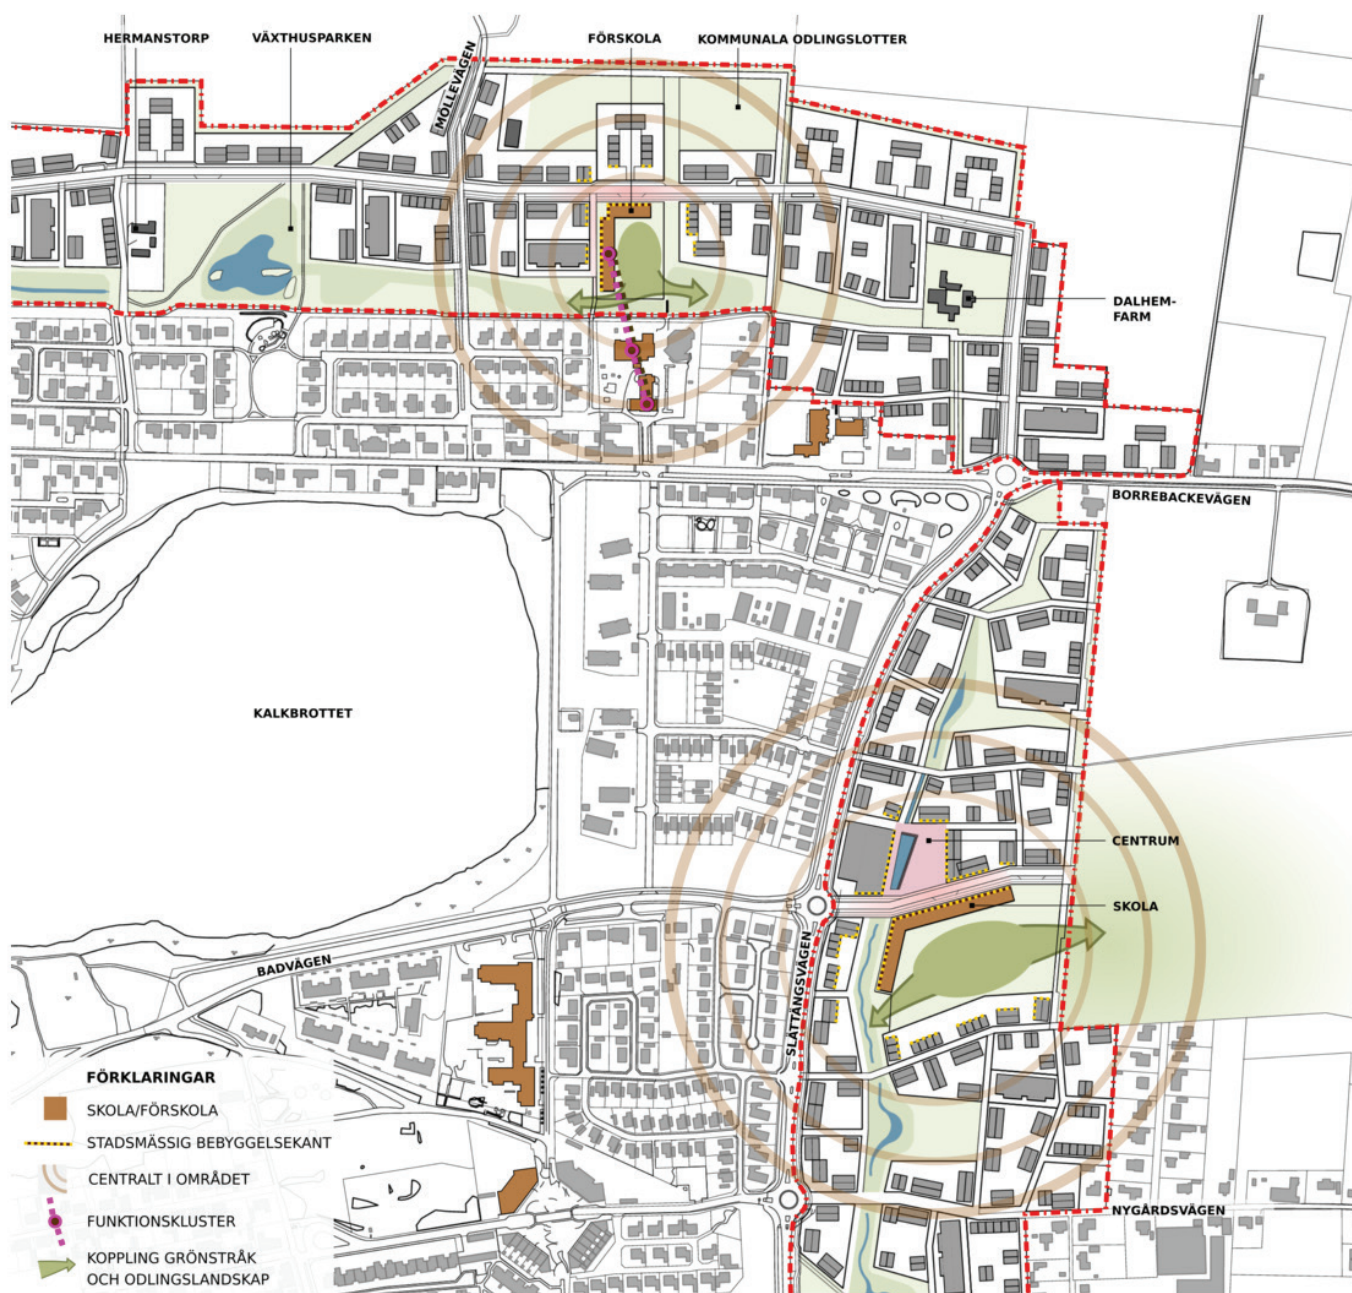 HERMANSTORP
VÄXTHUSPARKEN
MÖLLEVÄGEN
FÖRSKOLA
KOMMUNALA ODLINGSLOTTER
DALHEM-
FARM
BORREBACKEVÄGEN
KALKBROTTET
CENTRUM
SKOLA
SLÄTTÄNGSVÄGEN
BADVÄGEN
NYGÅRDSVÄGEN
FÖRKLARINGAR
SKOLA/FÖRSKOLA
STADSMÄSSIG BEBYGGELSEKANT
CENTRALT I OMRÅDET
FUNKTIONSKLUSTER
KOPPLING GRÖNSTRÅK
OCH ODLINGSLANDSKAP